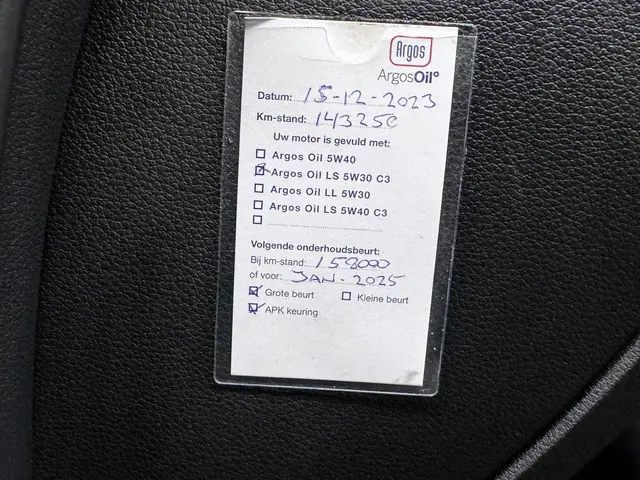 Argos
ArgosOil°
Datum: 15-12-2023
Km-stand: 143250
Uw motor is gevuld met:
Argos Oil 5W40
Argos Oil LS 5W30 C3
Argos Oil LL 5W30
Argos Oil LS 5W40 C3
Volgende onderhoudsbeurt:
Bij km-stand: 158000
of voor: JAN-2025
Grote beurt Kleine beurt
APK keuring